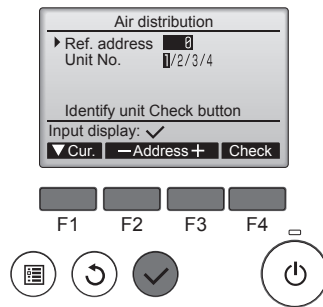 Air distribution
Ref. address 0
Unit No. 1/2/3/4
Identify unit Check button
Input display: ✓
▼ Cur. — Address + Check
F1 F2 F3 F4